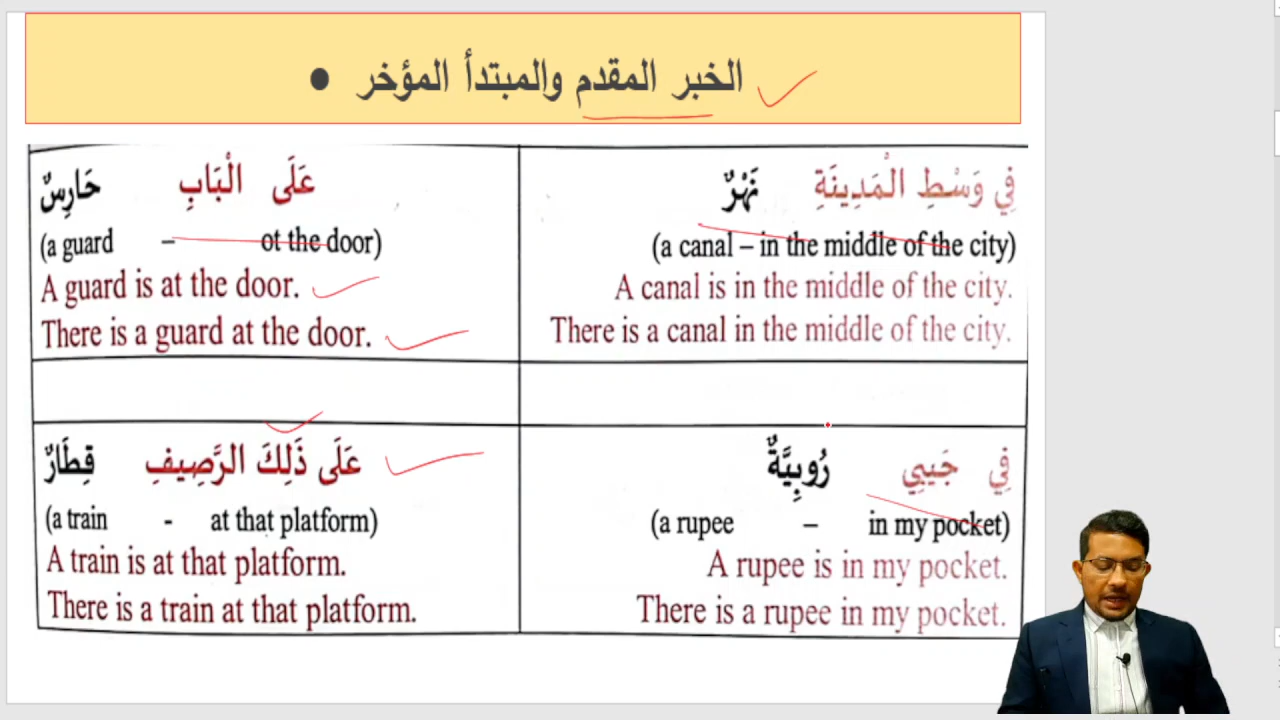 الخبر المقدم والمبتدأ المؤخر •
فِي وَسْطِ الْمَدِينَةِ نَهْرٌ
(a canal – in the middle of the city)
A canal is in the middle of the city.
There is a canal in the middle of the city.
عَلَى الْبَابِ حَارِسٌ
(a guard – ot the door)
A guard is at the door.
There is a guard at the door.
فِي جَيبِي رُوبِيَّةٌ
(a rupee – in my pocket)
A rupee is in my pocket.
There is a rupee in my pocket.
عَلَى ذَلِكَ الرَّصِيفِ قِطَارٌ
(a train - at that platform)
A train is at that platform.
There is a train at that platform.